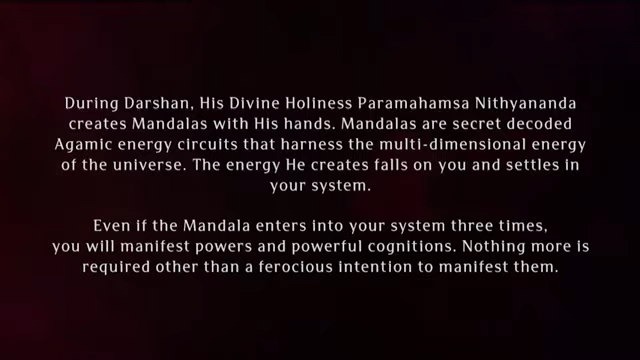 During Darshan, His Divine Holiness Paramahamsa Nithyananda
creates Mandalas with His hands. Mandalas are secret decoded
Agamic energy circuits that harness the multi-dimensional energy
of the universe. The energy He creates falls on you and settles in
your system.
Even if the Mandala enters into your system three times,
you will manifest powers and powerful cognitions. Nothing more is
required other than a ferocious intention to manifest them.